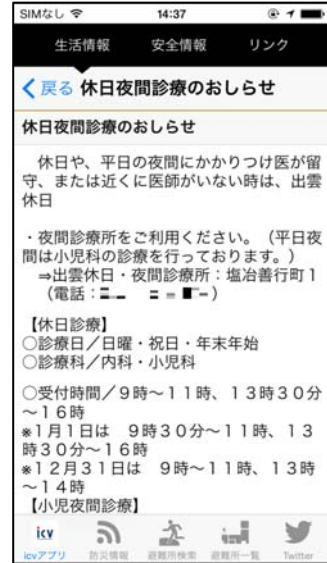 SIMなし 14:37
生活情報 安全情報 リンク
戻る 休日夜間診療のおしらせ
休日夜間診療のおしらせ
　休日や、平日の夜間にかかりつけ医が留
守、または近くに医師がいない時は、出雲
休日
・夜間診療所をご利用ください。（平日夜
間は小児科の診療を行っております。）
　⇒出雲休日・夜間診療所：塩冶善行町１
　（電話：
【休日診療】
○診療日／日曜・祝日・年末年始
○診療科／内科・小児科
○受付時間／９時～１１時、１３時３０分
～１６時
※１月１日は　９時３０分～１１時、１３
時３０分～１６時
※１２月３１日は　９時～１１時、１３時
～１４時
【小児夜間診療】
icv
icvアプリ 防災情報 避難所検索 避難所一覧 Twitter